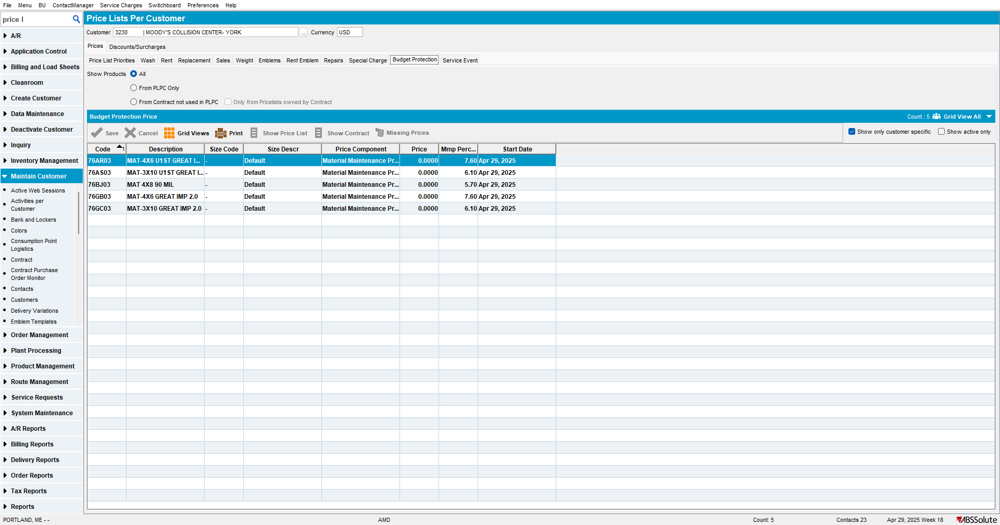 File Menu BU ContactManager Service Charges Switchboard Preferences Help
price l
Price Lists Per Customer
Customer 3230 | MOODY'S COLLISION CENTER- YORK ... Currency USD
Prices Discounts/Surcharges
Price List Priorities Wash Rent Replacement Sales Weight Emblems Rent Emblem Repairs Special Charge Budget Protection Service Event
Show Products All
From PLPC Only
From Contract not used in PLPC Only from Pricelists owned by Contract
Budget Protection Price Count : 5 Grid View All
Save Cancel Grid Views Print Show Price List Show Contract Missing Prices Show only customer specific Show active only
Code 1 Description Size Code Size Descr Price Component Price Mmp Perc... Start Date
76AR03 MAT-4X6 U1ST GREAT I... - Default Material Maintenance Pr... 0.0000 7.60 Apr 29, 2025
76AS03 MAT-3X10 U1ST GREAT I... - Default Material Maintenance Pr... 0.0000 6.10 Apr 29, 2025
76BJ03 MAT 4X8 90 MIL - Default Material Maintenance Pr... 0.0000 5.70 Apr 29, 2025
76GB03 MAT-4X6 GREAT IMP 2.0 - Default Material Maintenance Pr... 0.0000 7.60 Apr 29, 2025
76GC03 MAT-3X10 GREAT IMP 2.0 - Default Material Maintenance Pr... 0.0000 6.10 Apr 29, 2025
A/R
Application Control
Billing and Load Sheets
Cleanroom
Create Customer
Data Maintenance
Deactivate Customer
Inquiry
Inventory Management
Maintain Customer
Active Web Sessions
Activities per
Customer
Bank and Lockers
Colors
Consumption Point
Logistics
Contract
Contract Purchase
Order Monitor
Contacts
Customers
Delivery Variations
Emblem Templates
Order Management
Plant Processing
Product Management
Route Management
Service Requests
System Maintenance
A/R Reports
Billing Reports
Delivery Reports
Order Reports
Tax Reports
Reports
PORTLAND, ME - - AMD Count: 5 Contacts 23 Apr 29, 2025 Week 18 ABSSolute